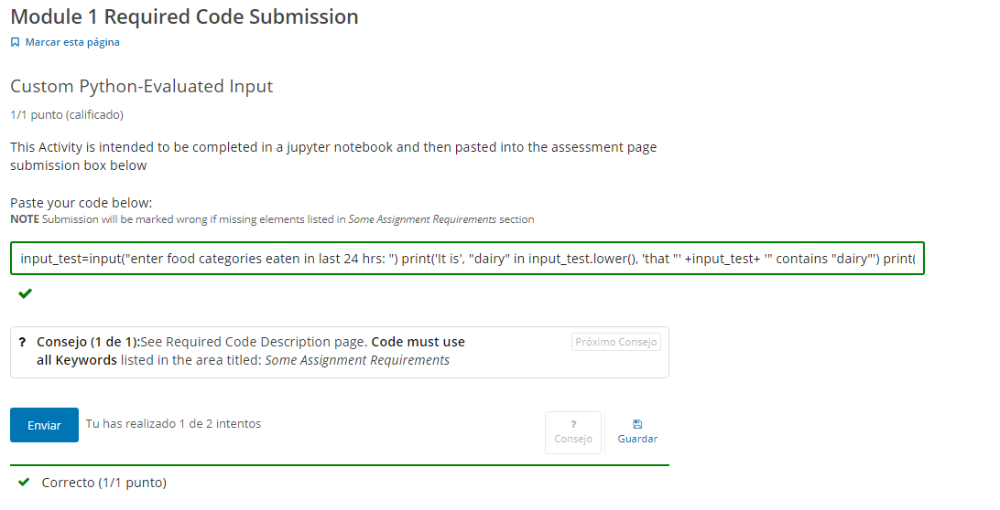 Module 1 Required Code Submission
Marcar esta página
Custom Python-Evaluated Input
1/1 punto (calificado)
This Activity is intended to be completed in a jupyter notebook and then pasted into the assessment page
submission box below
Paste your code below:
NOTE Submission will be marked wrong if missing elements listed in Some Assignment Requirements section
input_test=input("enter food categories eaten in last 24 hrs: ") print('It is', "dairy" in input_test.lower(), 'that "' +input_test+ '" contains "dairy"') print(
? Consejo (1 de 1):See Required Code Description page. Code must use
all Keywords listed in the area titled: Some Assignment Requirements
Próximo Consejo
Enviar
Tu has realizado 1 de 2 intentos
?
Consejo
Guardar
Correcto (1/1 punto)